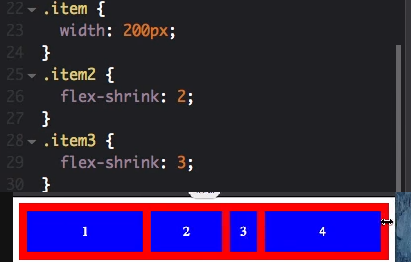 22 .item {
23 width: 200px;
24 }
25 .item2 {
26 flex-shrink: 2;
27 }
28 .item3 {
29 flex-shrink: 3;
30 }
1 2 3 4